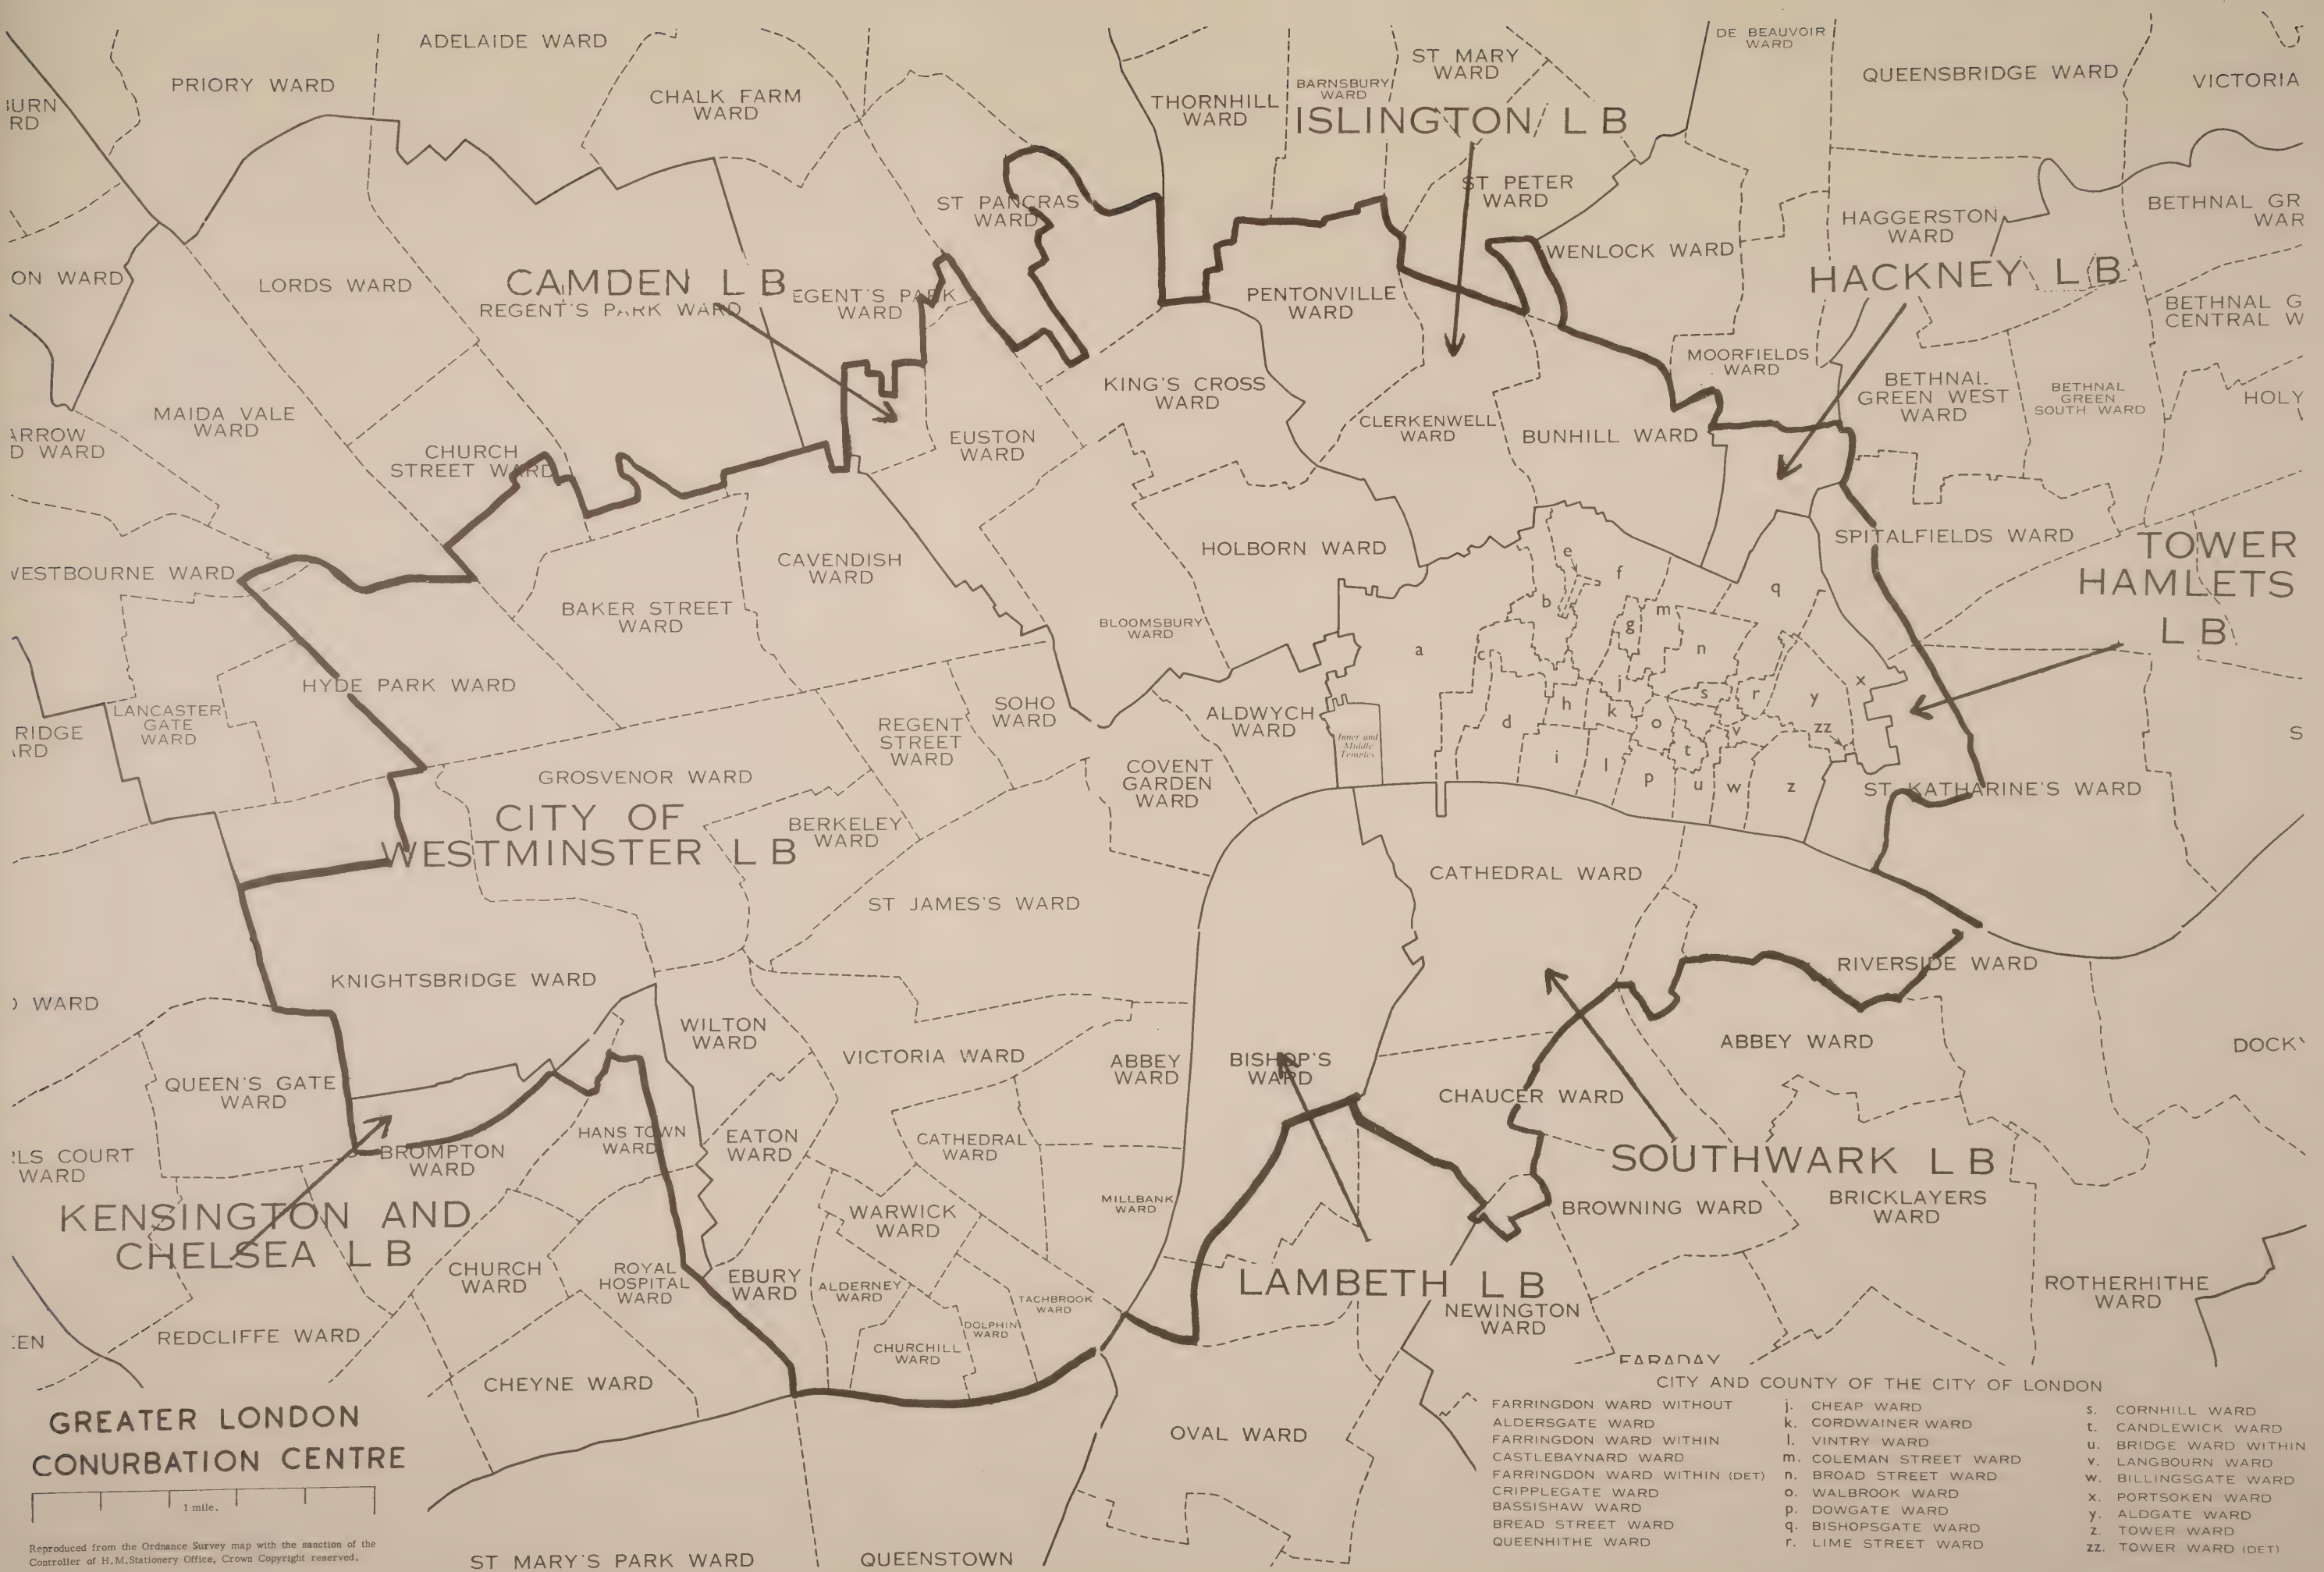 ADELAIDE WARD
PRIORY WARD
CHALK FARM
WARD
THORNHILL
WARD
BARNSBURY
WARD
ST MARY
WARD
DE BEAUVOIR
WARD
QUEENSBRIDGE WARD
VICTORIA
BURN
RD
ISLINGTON L B
ST PETER
WARD
ST PANCRAS
WARD
WENLOCK WARD
HAGGERSTON
WARD
BETHNAL GR
WAR
HACKNEY L B
ON WARD
LORDS WARD
CAMDEN L B
REGENT'S PARK WARD
EGENT'S PARK
WARD
PENTONVILLE
WARD
BETHNAL G
CENTRAL W
MOORFIELDS
WARD
BETHNAL
GREEN WEST
WARD
BETHNAL
GREEN
SOUTH WARD
HOLY
MAIDA VALE
WARD
ARROW
D WARD
CHURCH
STREET WARD
EUSTON
WARD
KING'S CROSS
WARD
CLERKENWELL
WARD
BUNHILL WARD
SPITALFIELDS WARD
TOWER
HAMLETS
L B
WESTBOURNE WARD
CAVENDISH
WARD
HOLBORN WARD
BAKER STREET
WARD
BLOOMSBURY
WARD
e
f
q
b
g
m
n
a
c
j
s
r
x
y
h
k
o
d
v
zz
t
i
l
p
u
w
z
HYDE PARK WARD
LANCASTER
GATE
WARD
RIDGE
ARD
REGENT
STREET
WARD
SOHO
WARD
ALDWYCH
WARD
Inner and
Middle
Temples
S
GROSVENOR WARD
COVENT
GARDEN
WARD
ST KATHARINE'S WARD
CITY OF
WESTMINSTER L B
BERKELEY
WARD
CATHEDRAL WARD
ST JAMES'S WARD
RIVERSIDE WARD
KNIGHTSBRIDGE WARD
WARD
WILTON
WARD
VICTORIA WARD
ABBEY
WARD
BISHOP'S
WARD
ABBEY WARD
DOCK
QUEEN'S GATE
WARD
CHAUCER WARD
HANS TOWN
WARD
EATON
WARD
CATHEDRAL
WARD
RLS COURT
WARD
BROMPTON
WARD
SOUTHWARK L B
MILLBANK
WARD
BROWNING WARD
BRICKLAYERS
WARD
KENSINGTON AND
CHELSEA L B
WARWICK
WARD
CHURCH
WARD
ROYAL
HOSPITAL
WARD
EBURY
WARD
ALDERNEY
WARD
TACHBROOK
WARD
DOLPHIN
WARD
LAMBETH L B
NEWINGTON
WARD
ROTHERHITHE
WARD
EEN
REDCLIFFE WARD
CHURCHILL
WARD
FARADAY
CHEYNE WARD
OVAL WARD
GREATER LONDON
CONURBATION CENTRE
1 mile.
Reproduced from the Ordnance Survey map with the sanction of the
Controller of H.M.Stationery Office, Crown Copyright reserved.
ST MARY'S PARK WARD
QUEENSTOWN
CITY AND COUNTY OF THE CITY OF LONDON
FARRINGDON WARD WITHOUT
ALDERSGATE WARD
FARRINGDON WARD WITHIN
CASTLEBAYNARD WARD
FARRINGDON WARD WITHIN (DET)
CRIPPLEGATE WARD
BASSISHAW WARD
BREAD STREET WARD
QUEENHITHE WARD
j. CHEAP WARD
k. CORDWAINER WARD
l. VINTRY WARD
m. COLEMAN STREET WARD
n. BROAD STREET WARD
o. WALBROOK WARD
p. DOWGATE WARD
q. BISHOPSGATE WARD
r. LIME STREET WARD
s. CORNHILL WARD
t. CANDLEWICK WARD
u. BRIDGE WARD WITHIN
v. LANGBOURN WARD
w. BILLINGSGATE WARD
x. PORTSOKEN WARD
y. ALDGATE WARD
z. TOWER WARD
zz. TOWER WARD (DET)